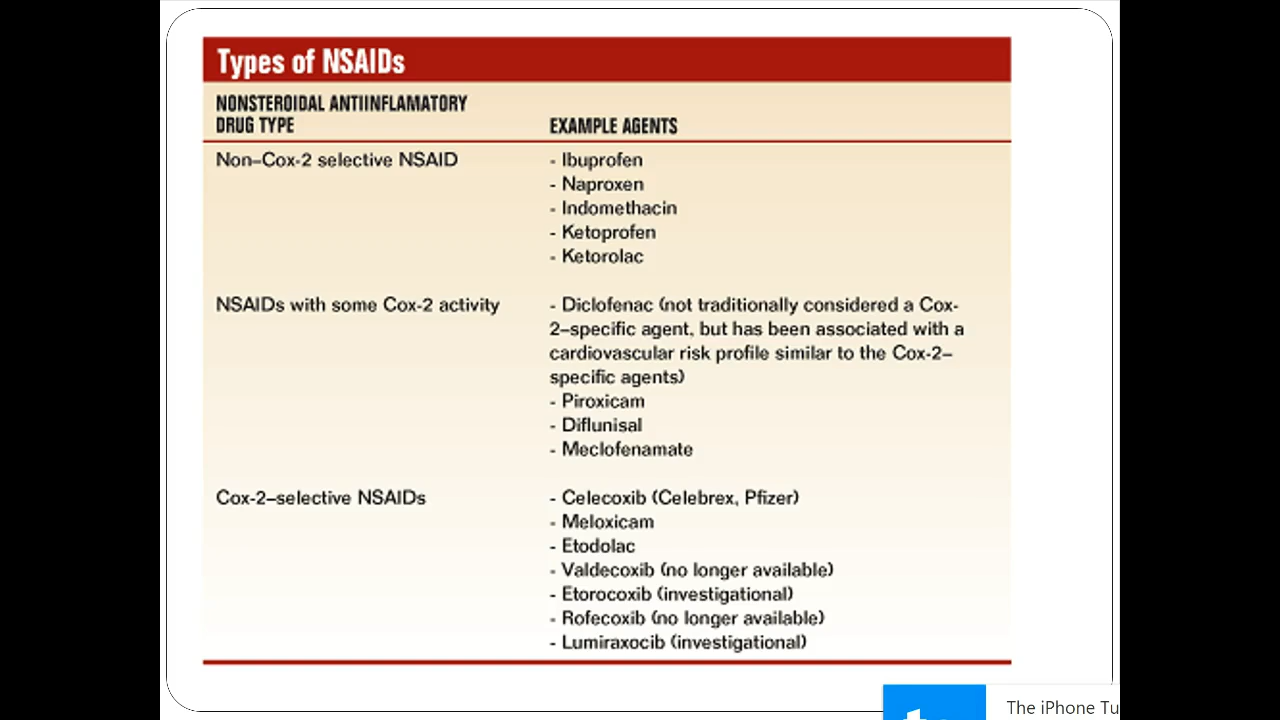 Types of NSAIDs
NONSTEROIDAL ANTIINFLAMATORY
DRUG TYPE
EXAMPLE AGENTS
Non–Cox-2 selective NSAID
- Ibuprofen
- Naproxen
- Indomethacin
- Ketoprofen
- Ketorolac
NSAIDs with some Cox-2 activity
- Diclofenac (not traditionally considered a Cox-
2–specific agent, but has been associated with a
cardiovascular risk profile similar to the Cox-2–
specific agents)
- Piroxicam
- Diflunisal
- Meclofenamate
Cox-2–selective NSAIDs
- Celecoxib (Celebrex, Pfizer)
- Meloxicam
- Etodolac
- Valdecoxib (no longer available)
- Etorocoxib (investigational)
- Rofecoxib (no longer available)
- Lumiraxocib (investigational)
The iPhone Tu